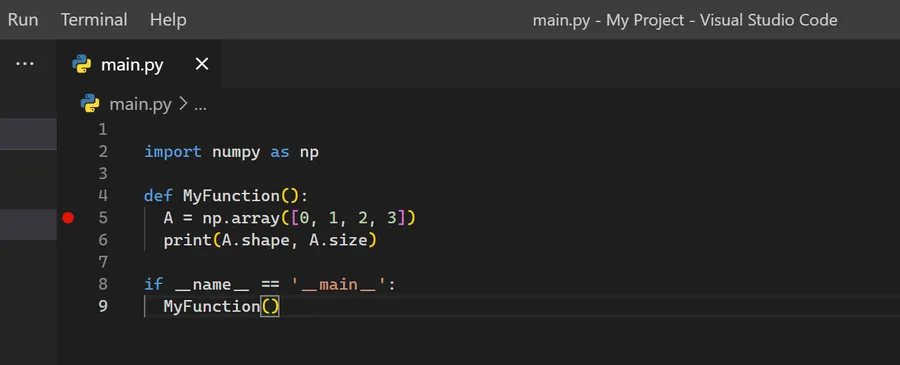 Run Terminal Help main.py - My Project - Visual Studio Code
... main.py ×
main.py > ...
1
2 import numpy as np
3
4 def MyFunction():
5   A = np.array([0, 1, 2, 3])
6   print(A.shape, A.size)
7
8 if __name__ == '__main__':
9   MyFunction()